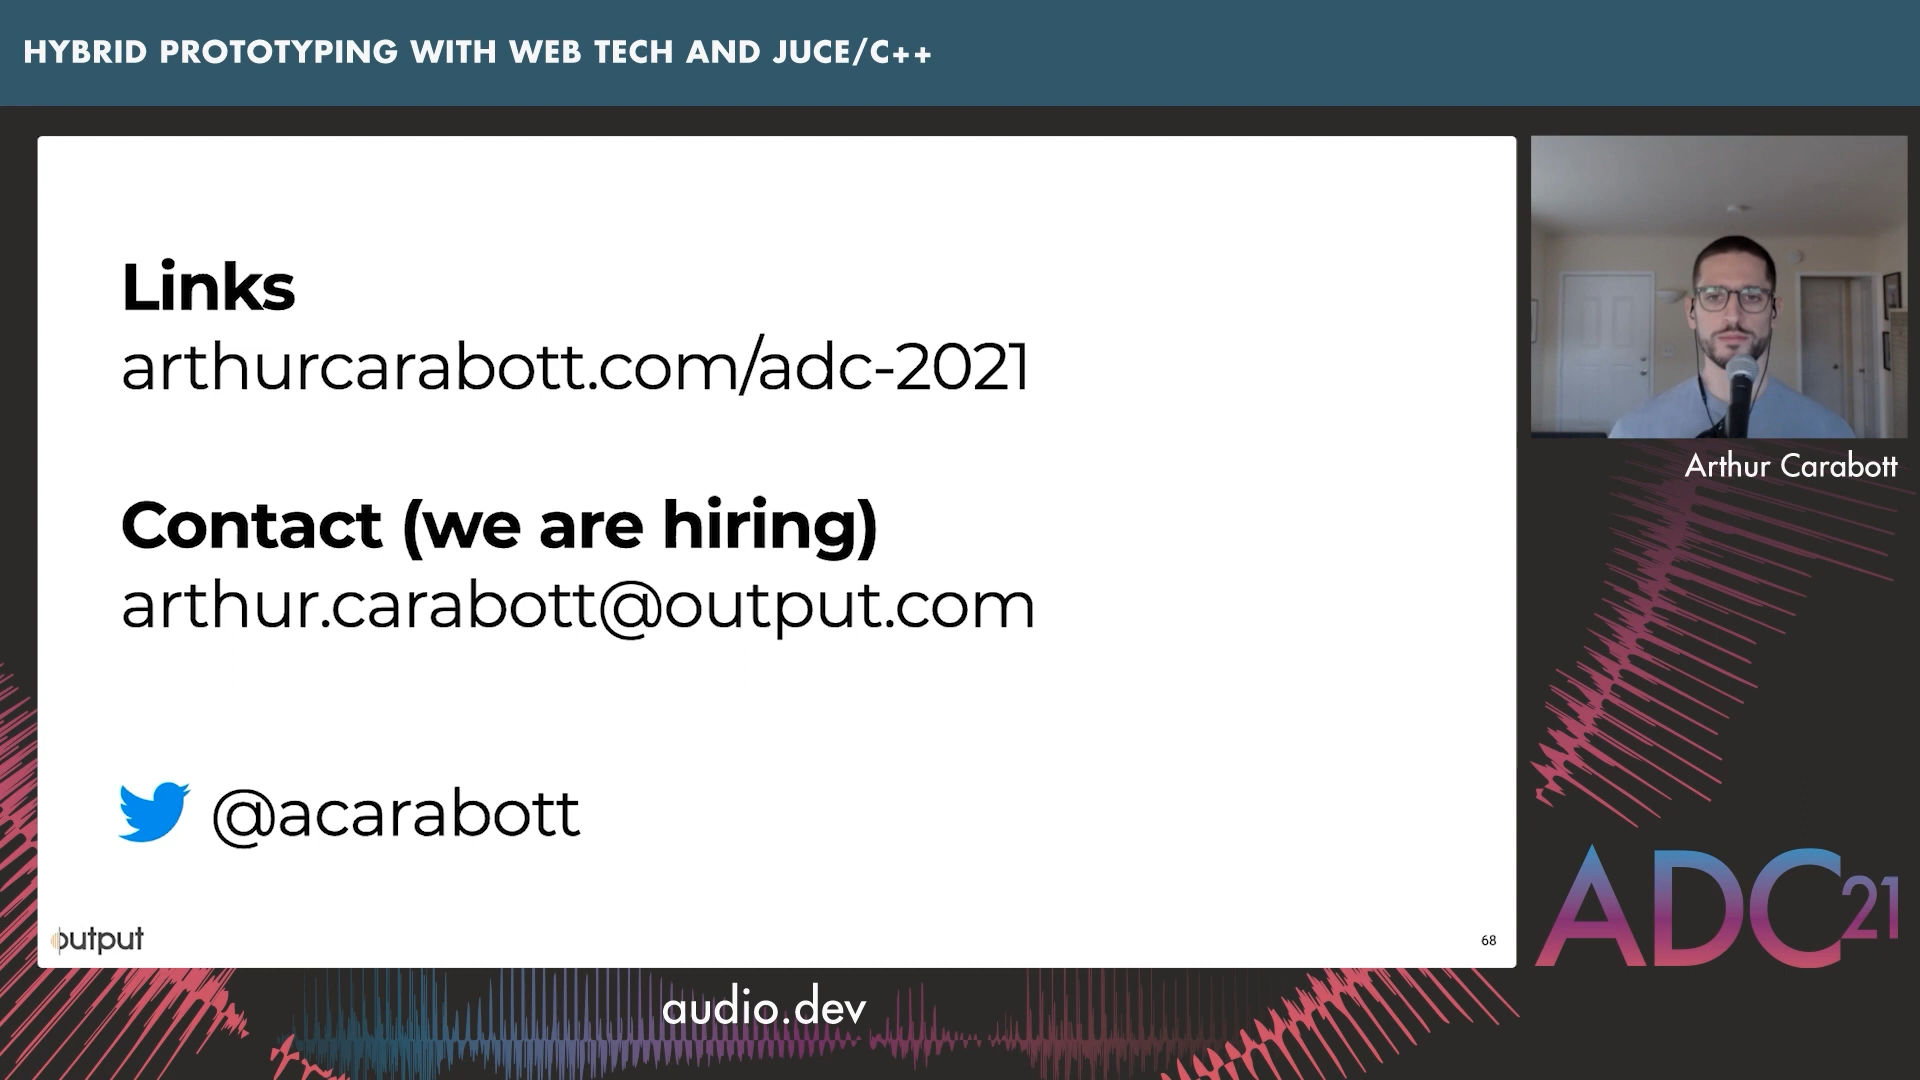 HYBRID PROTOTYPING WITH WEB TECH AND JUCE/C++
Links
arthurcarabott.com/adc-2021
Contact (we are hiring)
arthur.carabott@output.com
@acarabott
output
68
Arthur Carabott
ADC21
audio.dev